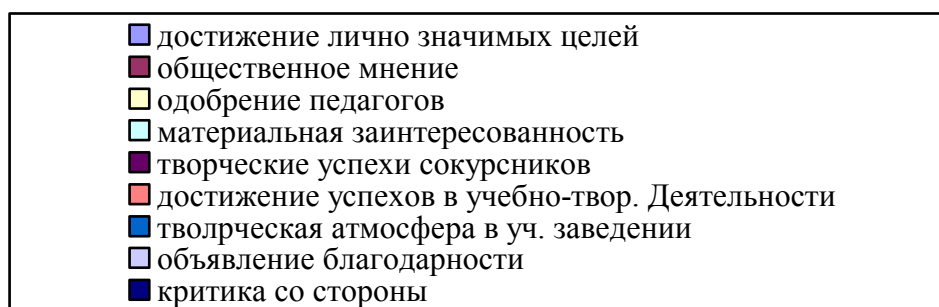 достижение лично значимых целей
общественное мнение
одобрение педагогов
материальная заинтересованность
творческие успехи сокурсников
достижение успехов в учебно-твор. Деятельности
тволрческая атмосфера в уч. заведении
объявление благодарности
критика со стороны